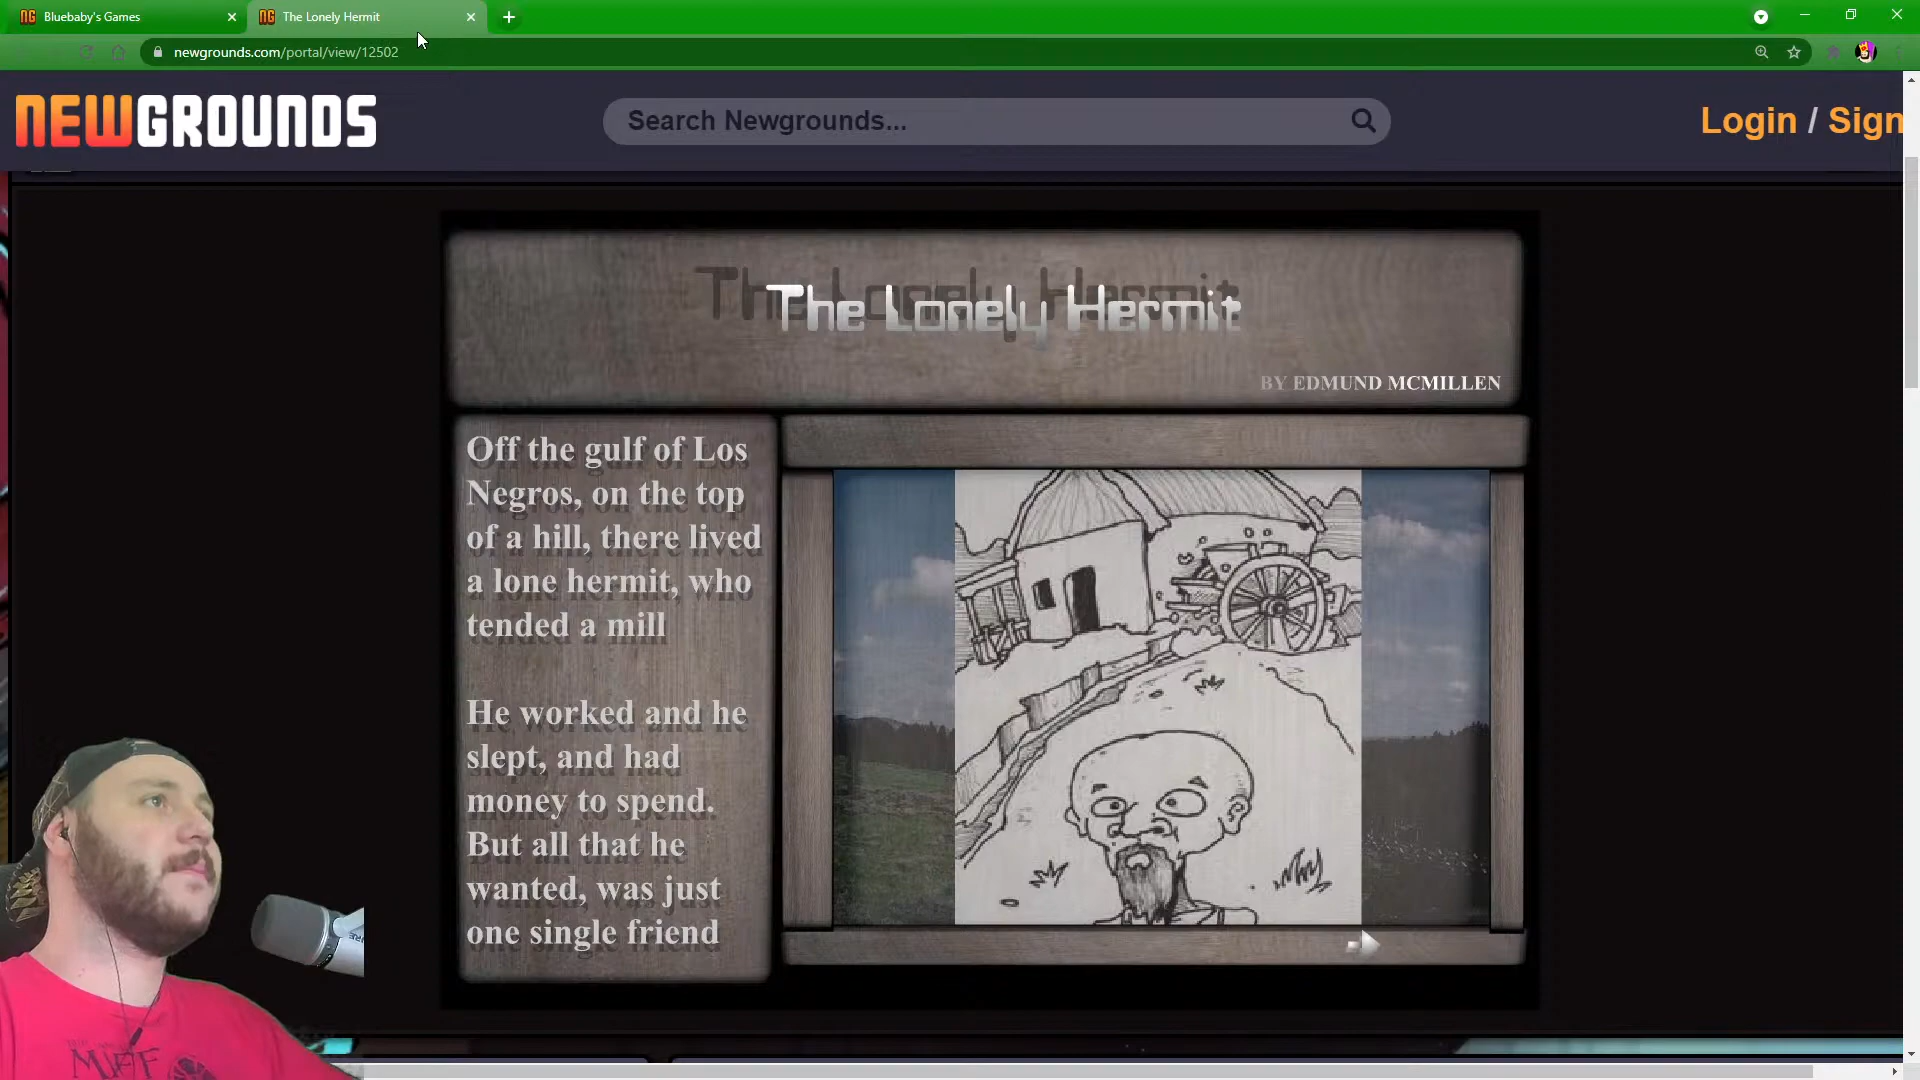 Bluebaby's Games
The Lonely Hermit
newgrounds.com/portal/view/12502
NEWGROUNDS
Search Newgrounds...
Login / Sign
The Lonely Hermit
BY EDMUND MCMILLEN
Off the gulf of Los
Negros, on the top
of a hill, there lived
a lone hermit, who
tended a mill
He worked and he
slept, and had
money to spend.
But all that he
wanted, was just
one single friend